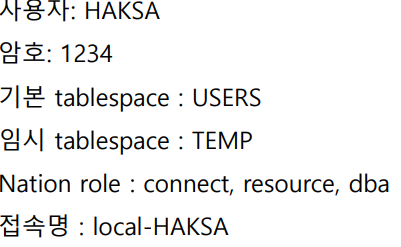 사용자: HAKSA
암호: 1234
기본 tablespace : USERS
임시 tablespace : TEMP
Nation role : connect, resource, dba
접속명 : local-HAKSA